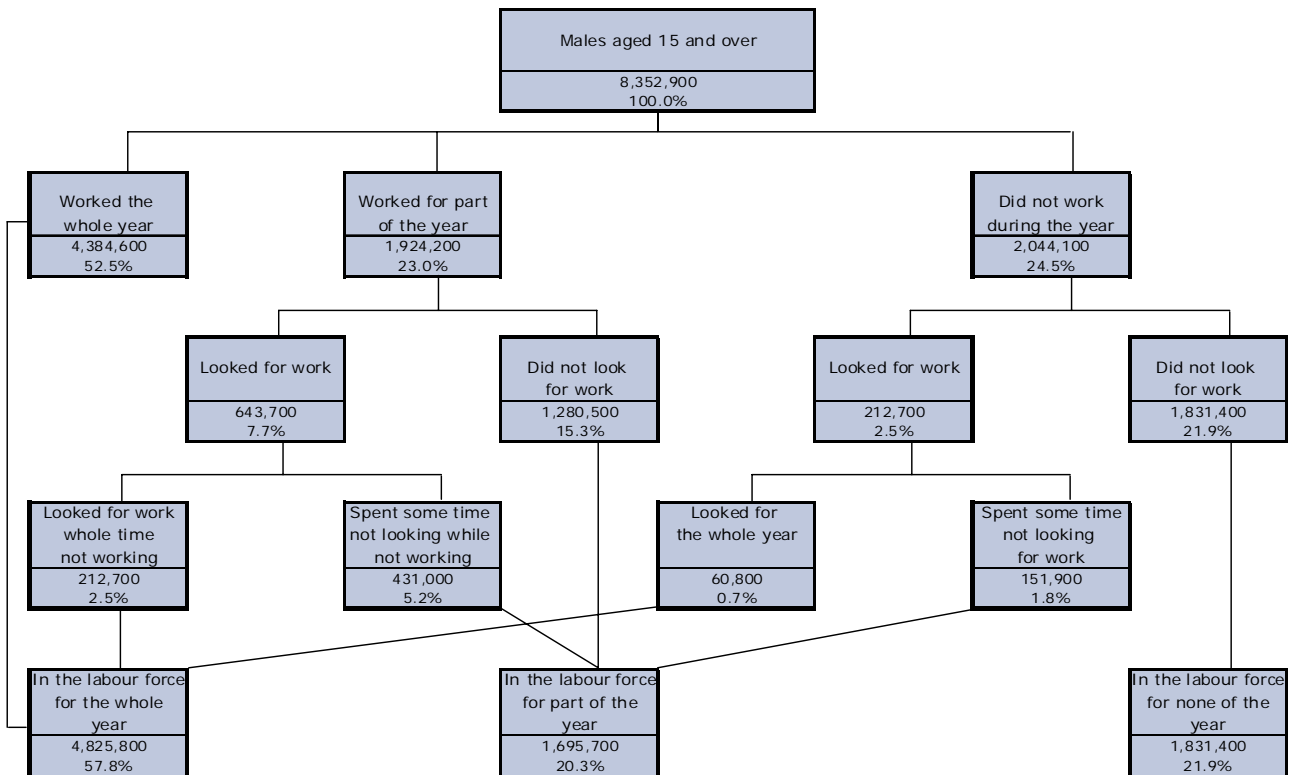 Males aged 15 and over
8,352,900
100.0%
Worked the
whole year
4,384,600
52.5%
Worked for part
of the year
1,924,200
23.0%
Did not work
during the year
2,044,100
24.5%
Looked for work
643,700
7.7%
Did not look
for work
1,280,500
15.3%
Looked for work
212,700
2.5%
Did not look
for work
1,831,400
21.9%
Looked for work
whole time
not working
212,700
2.5%
Spent some time
not looking while
not working
431,000
5.2%
Looked for
the whole year
60,800
0.7%
Spent some time
not looking
for work
151,900
1.8%
In the labour force
for the whole
year
4,825,800
57.8%
In the labour force
for part of the
year
1,695,700
20.3%
In the labour force
for none of the
year
1,831,400
21.9%